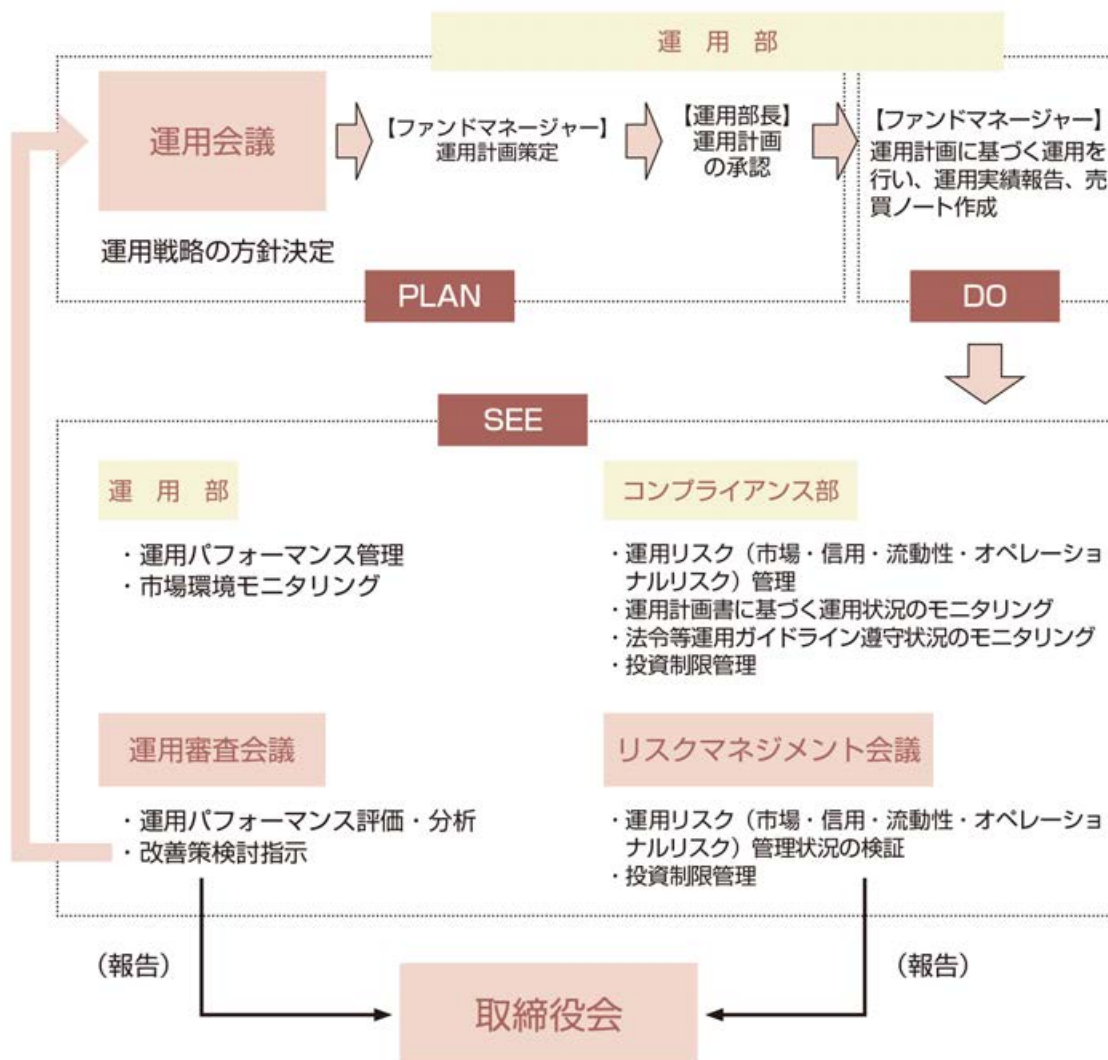 運用部
運用会議
運用戦略の方針決定
【ファンドマネージャー】
運用計画策定
【運用部長】
運用計画
の承認
PLAN
【ファンドマネージャー】
運用計画に基づく運用を
行い、運用実績報告、売
買ノート作成
DO
SEE
運用部
・運用パフォーマンス管理
・市場環境モニタリング
コンプライアンス部
・運用リスク（市場・信用・流動性・オペレーショ
ナルリスク）管理
・運用計画書に基づく運用状況のモニタリング
・法令等運用ガイドライン遵守状況のモニタリング
・投資制限管理
運用審査会議
・運用パフォーマンス評価・分析
・改善策検討指示
リスクマネジメント会議
・運用リスク（市場・信用・流動性・オペレーショ
ナルリスク）管理状況の検証
・投資制限管理
（報告）
（報告）
取締役会